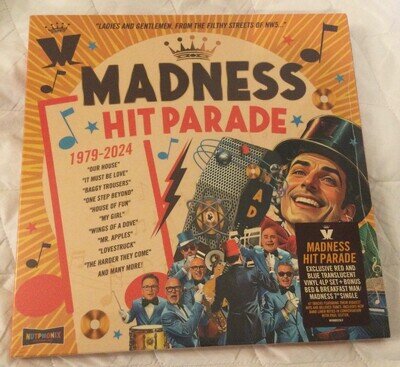 "LADIES AND GENTLEMEN, FROM THE FILTHY STREETS OF NW5..."
M
MADNESS
HIT PARADE
1979-2024
"OUR HOUSE"
"IT MUST BE LOVE"
"BAGGY TROUSERS"
"ONE STEP BEYOND"
"HOUSE OF FUN"
"MY GIRL"
"WINGS OF A DOVE"
"MR. APPLES"
"LOVESTRUCK"
"THE HARDER THEY COME"
AND MANY MORE!
MADNESS
HIT PARADE
EXCLUSIVE RED AND
BLUE TRANSLUCENT
VINYL 4LP SET + BONUS
BED & BREAKFAST MAN/
MADNESS 7" SINGLE
NUTPHONIX